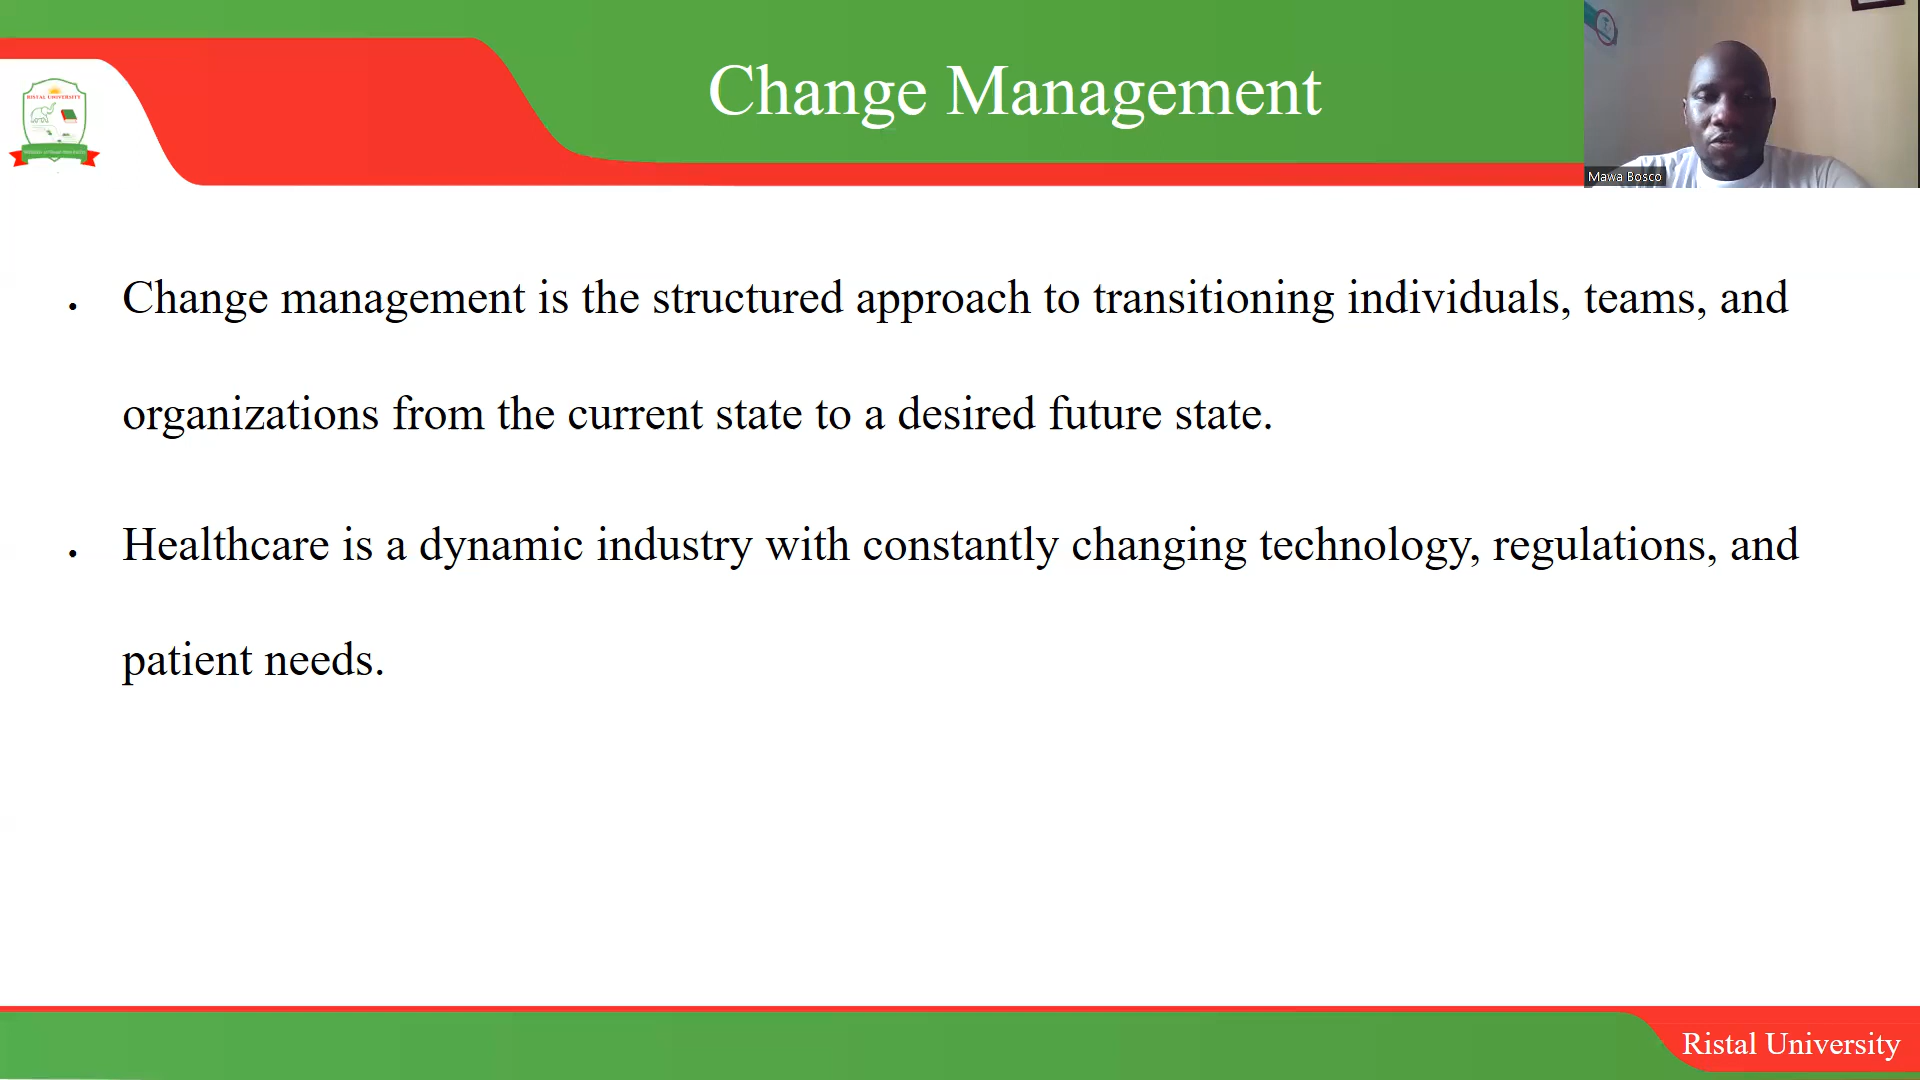 Change Management
RISTAL UNIVERSITY
Mawa Bosco
• Change management is the structured approach to transitioning individuals, teams, and
organizations from the current state to a desired future state.
• Healthcare is a dynamic industry with constantly changing technology, regulations, and
patient needs.
Ristal University